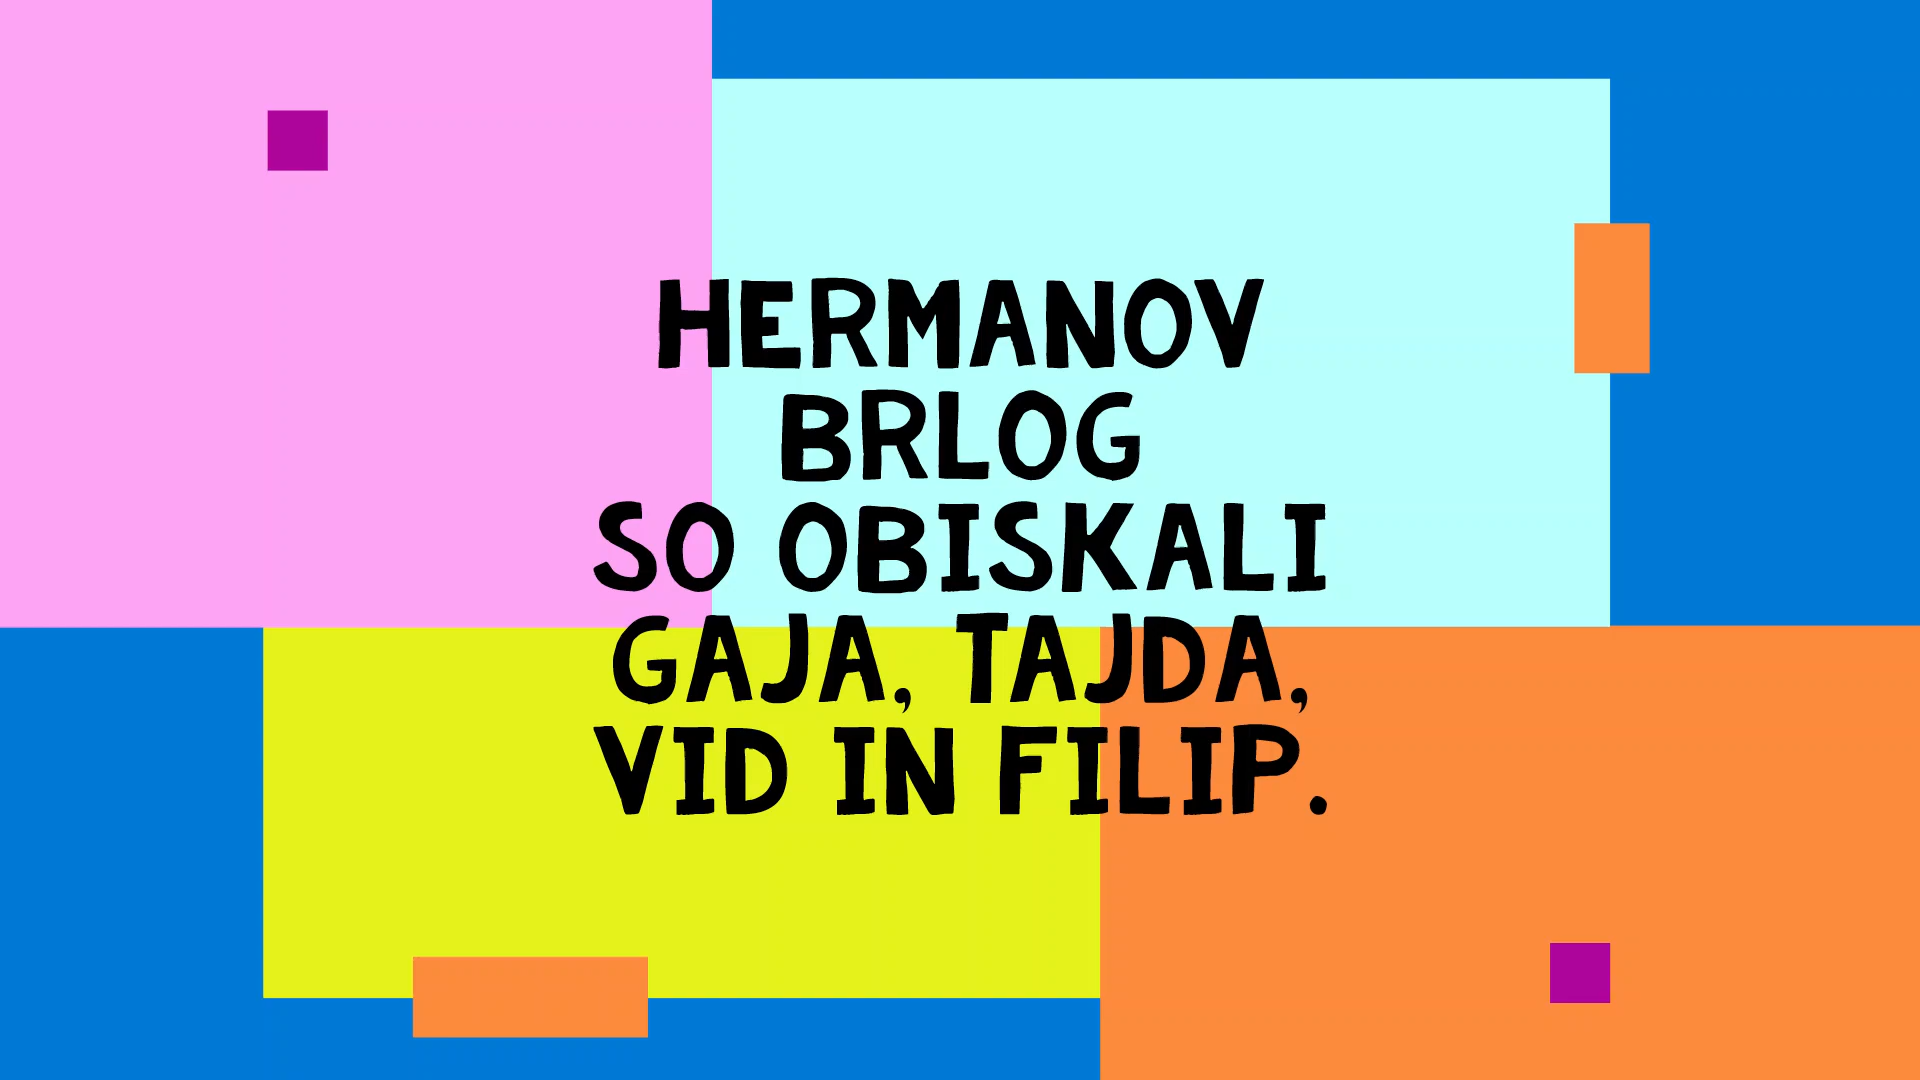 HERMANOV
BRLOG
SO OBISKALI
GAJA, TAJDA,
VID IN FILIP.